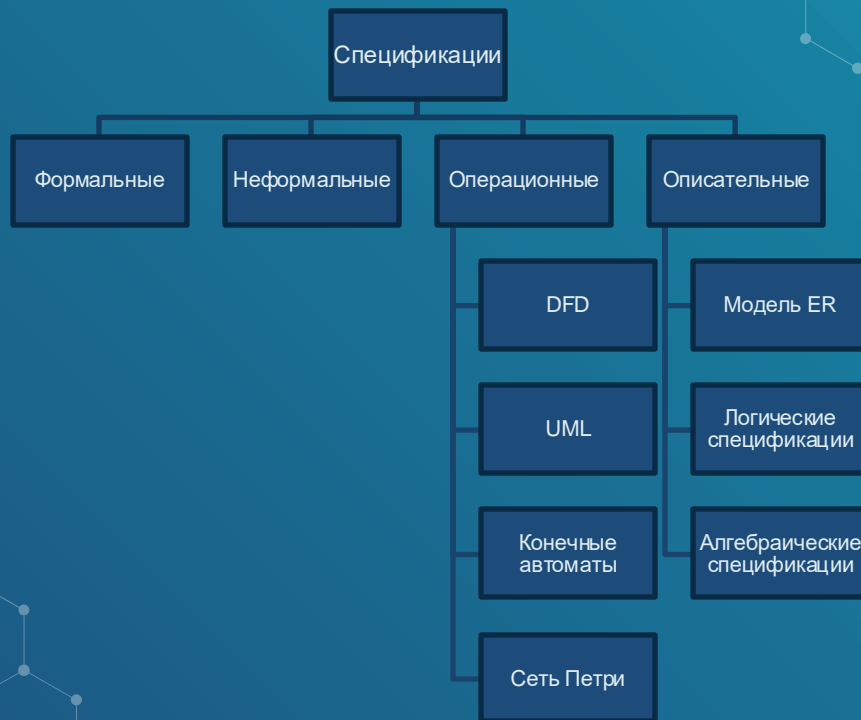 Спецификации
Формальные
Неформальные
Операционные
Описательные
DFD
UML
Конечные
автоматы
Сеть Петри
Модель ER
Логические
спецификации
Алгебраические
спецификации